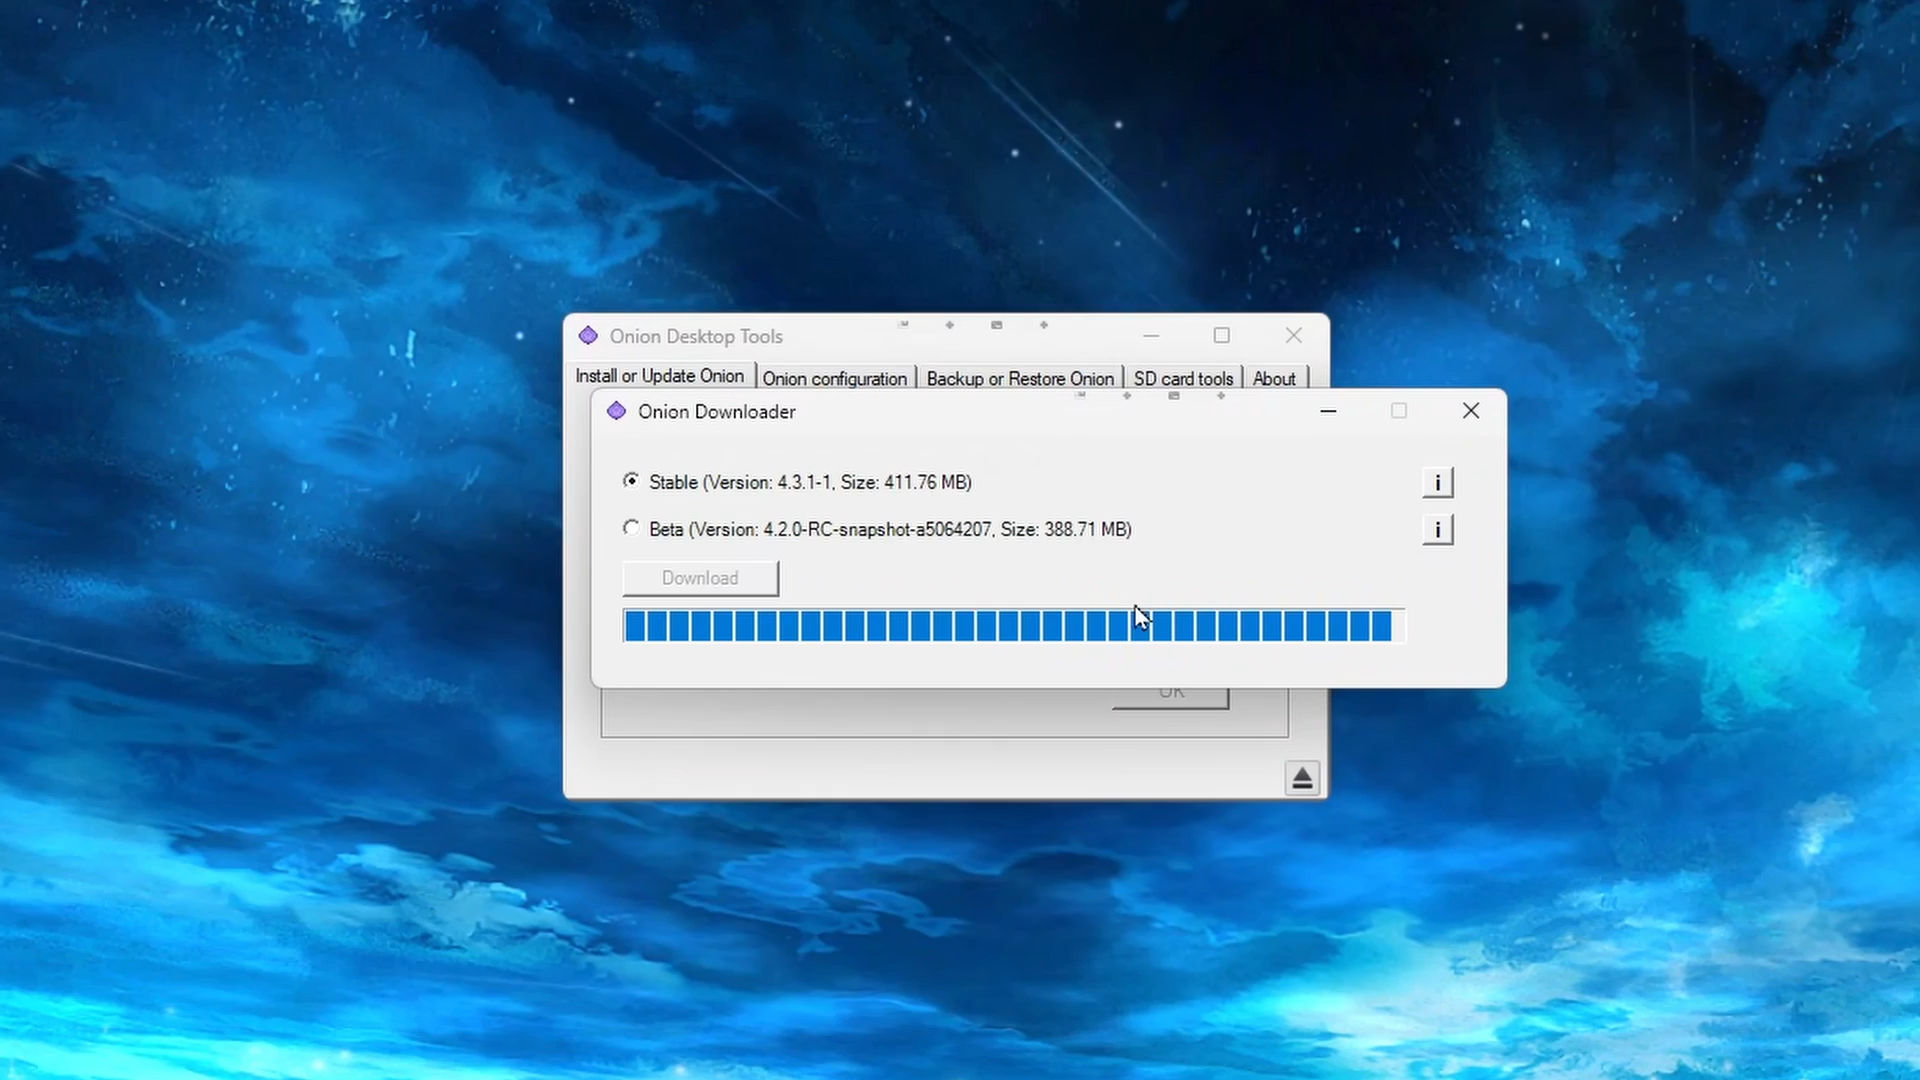 Onion Desktop Tools
Install or Update Onion
Onion configuration
Backup or Restore Onion
SD card tools
About
Onion Downloader
Stable (Version: 4.3.1-1, Size: 411.76 MB)
i
Beta (Version: 4.2.0-RC-snapshot-a5064207, Size: 388.71 MB)
i
Download
OK